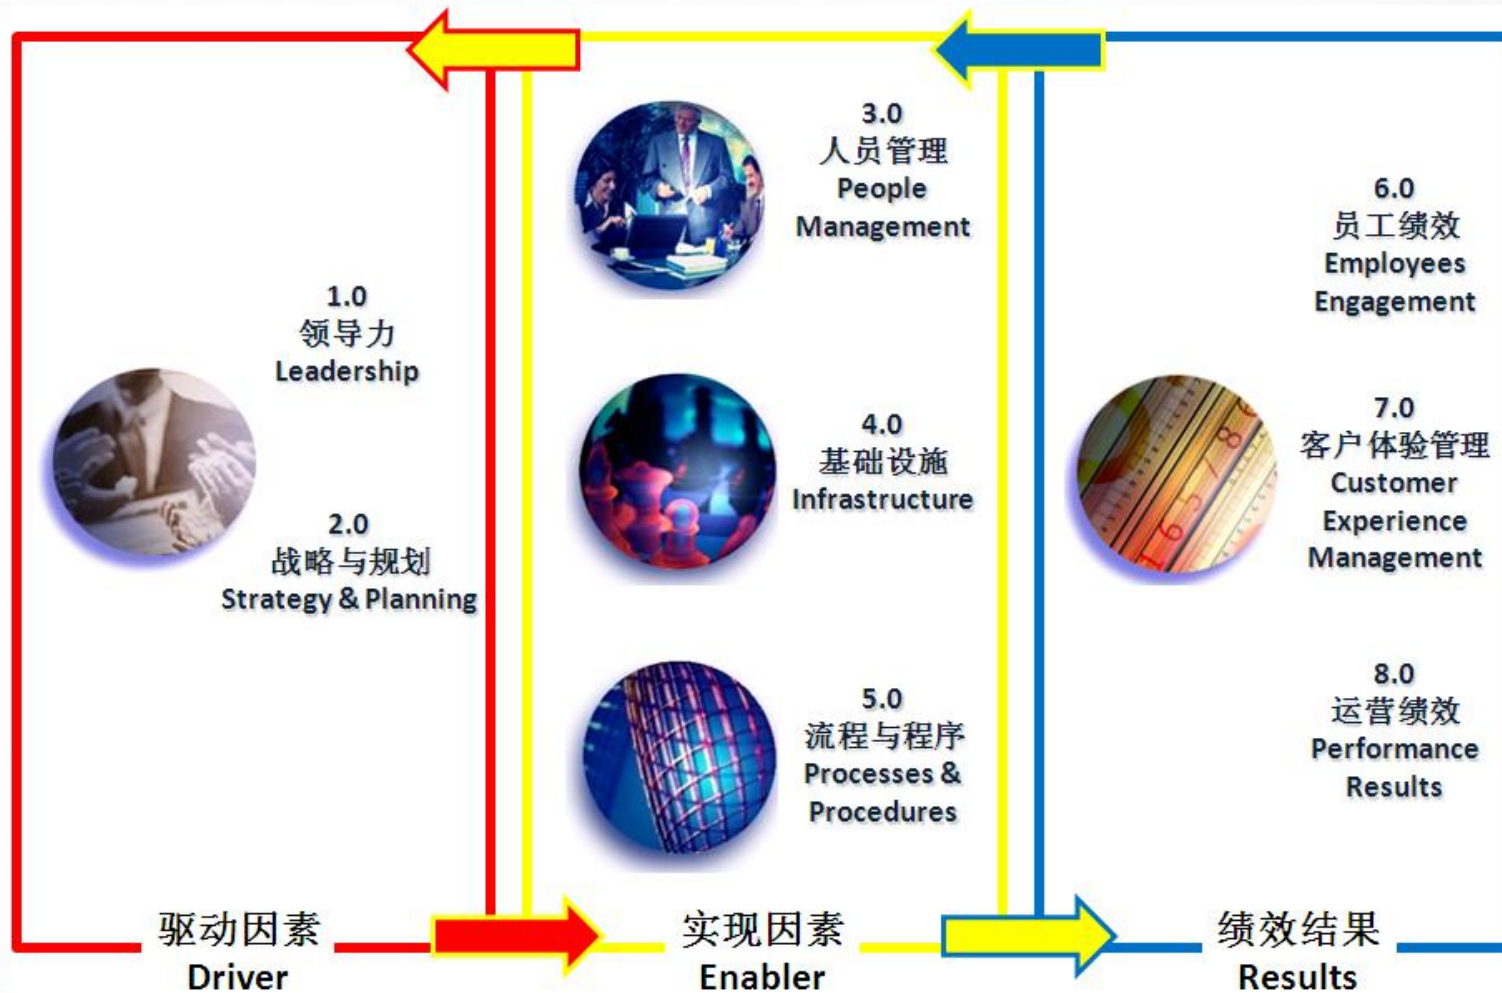 1.0
领导力
Leadership
2.0
战略与规划
Strategy & Planning
驱动因素
Driver
3.0
人员管理
People
Management
4.0
基础设施
Infrastructure
5.0
流程与程序
Processes &
Procedures
实现因素
Enabler
6.0
员工绩效
Employees
Engagement
7.0
客户体验管理
Customer
Experience
Management
8.0
运营绩效
Performance
Results
绩效结果
Results